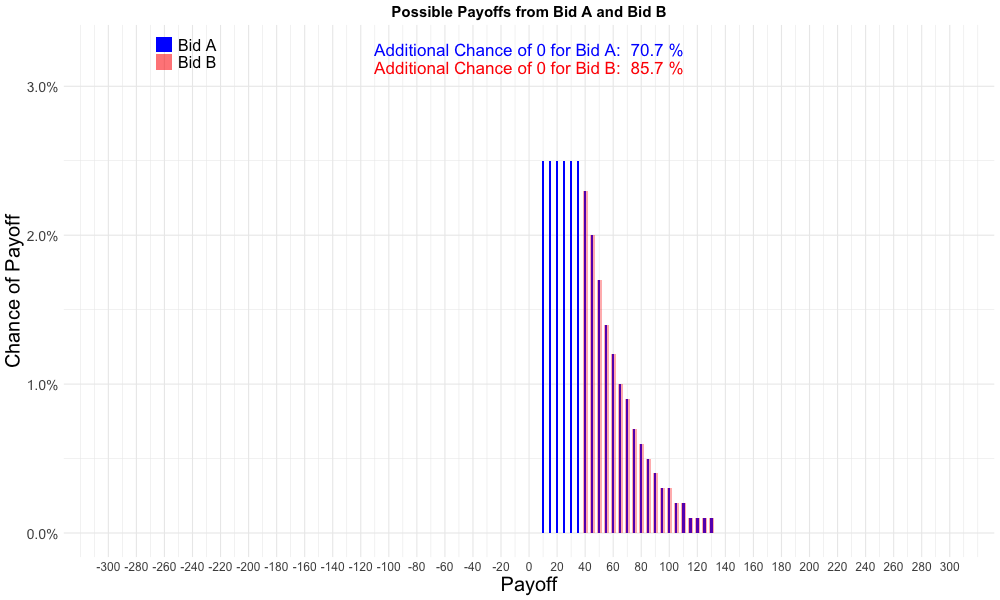 Possible Payoffs from Bid A and Bid B
Bid A
Bid B
Additional Chance of 0 for Bid A: 70.7 %
Additional Chance of 0 for Bid B: 85.7 %
Chance of Payoff
3.0%
2.0%
1.0%
0.0%
-300 -280 -260 -240 -220 -200 -180 -160 -140 -120 -100 -80 -60 -40 -20 0 20 40 60 80 100 120 140 160 180 200 220 240 260 280 300
Payoff